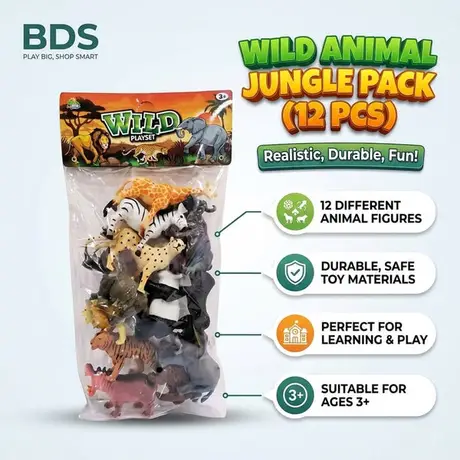 BDS
PLAY BIG, SHOP SMART
WILD ANIMAL
JUNGLE PACK
(12 PCS)
Realistic, Durable, Fun!
3+
WILD
PLAYSET
12 DIFFERENT
ANIMAL FIGURES
DURABLE, SAFE
TOY MATERIALS
PERFECT FOR
LEARNING & PLAY
3+
SUITABLE FOR
AGES 3+